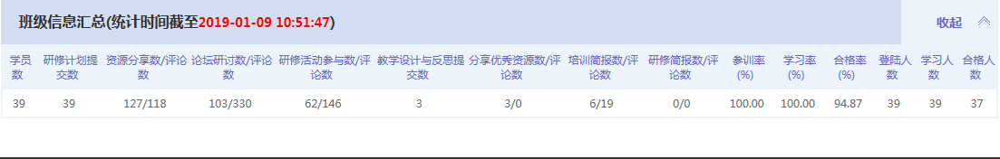 班级信息汇总(统计时间截至2019-01-09 10:51:47)
收起
学员数 研修计划提交数 资源分享数/评论数 论坛研讨数/评论数 研修活动参与数/评论数 教学设计与反思提交数 分享优秀资源数/评论数 培训简报数/评论数 研修简报数/评论数 参训率(%) 学习率(%) 合格率(%) 登陆人数 学习人数 合格人数
39 39 127/118 103/330 62/146 3 3/0 6/19 0/0 100.00 100.00 94.87 39 39 37